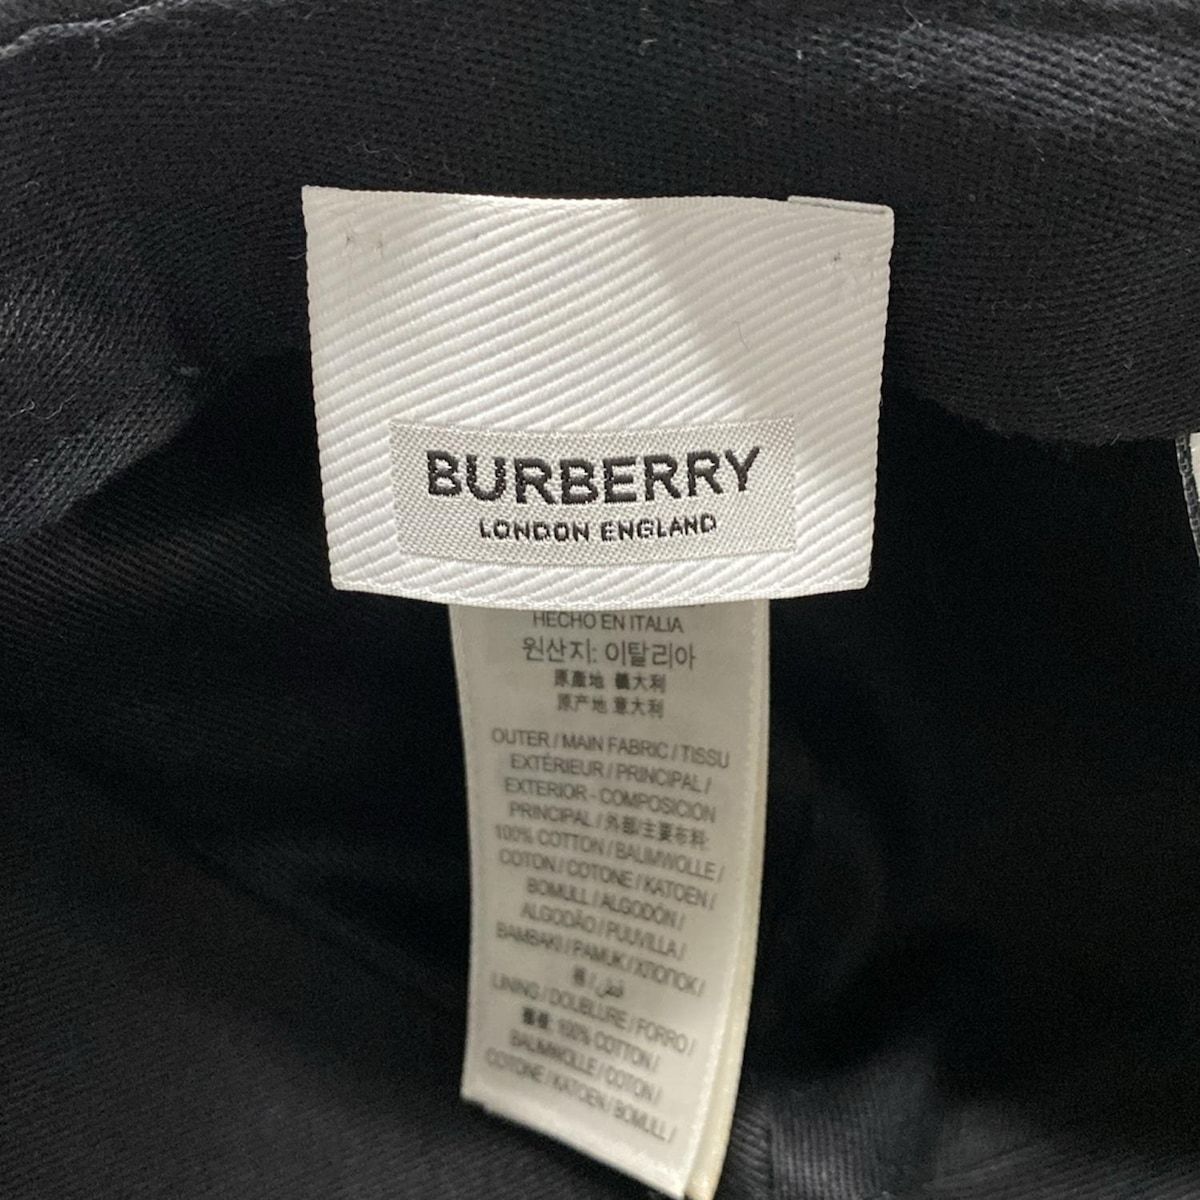 BURBERRY
LONDON ENGLAND
HECHO EN ITALIA
원산지: 이탈리아
原產地 義大利
原产地 意大利
OUTER / MAIN FABRIC / TISSU
EXTÉRIEUR / PRINCIPAL /
EXTERIOR - COMPOSICION
PRINCIPAL / 外部/主要布料:
100% COTTON / BAUMWOLLE /
COTON / COTONE / KATOEN /
BOMULL / ALGODÓN /
ALGODÃO / PUUVILLA /
BAMBAKI / PAMUK / ХЛОПОК /
棉 / قطن /
LINING / DOUBLURE / FORRO /
100% COTTON /
BAUMWOLLE / COTON /
COTONE / KATOEN / BOMULL /